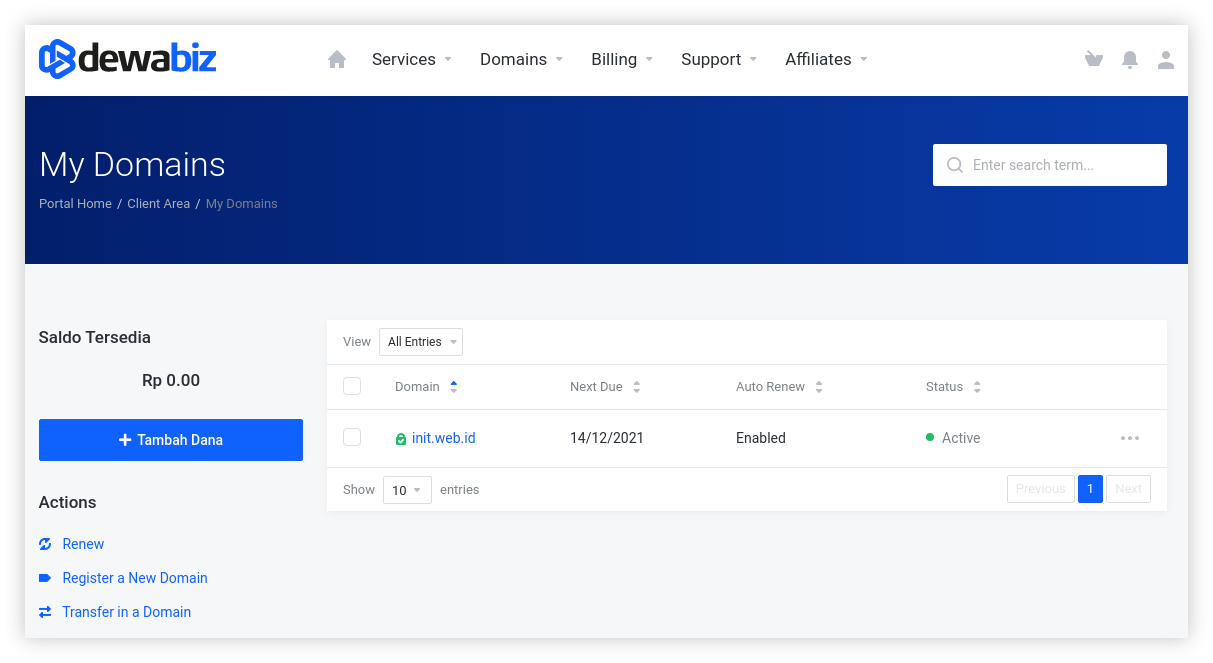 dewabiz
Services Domains Billing Support Affiliates
My Domains
Enter search term...
Portal Home / Client Area / My Domains
Saldo Tersedia
Rp 0.00
Tambah Dana
Actions
Renew
Register a New Domain
Transfer in a Domain
View All Entries
Domain Next Due Auto Renew Status
init.web.id 14/12/2021 Enabled Active
Show 10 entries Previous 1 Next